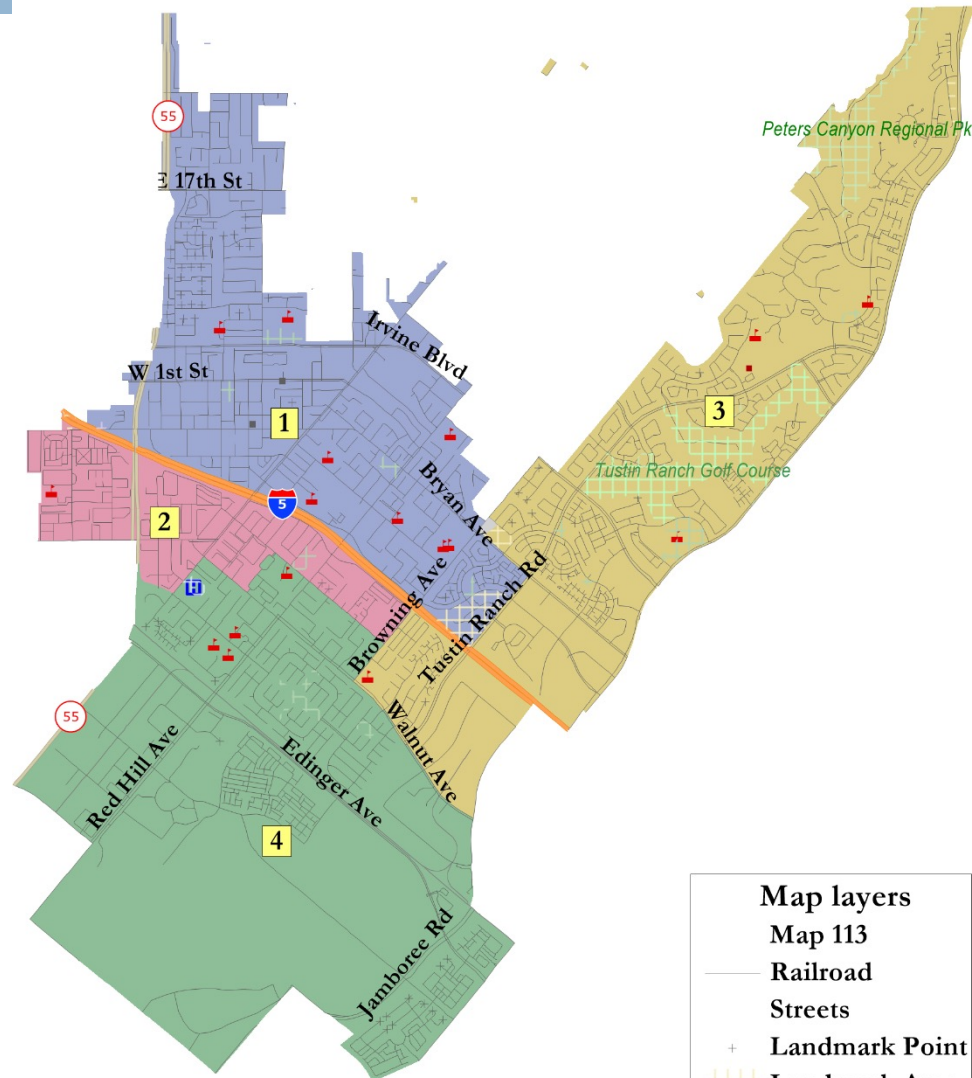 55
Peters Canyon Regional Pk
E 17th St
Irvine Blvd
W 1st St
1
3
Bryan Ave
Tustin Ranch Golf Course
5
2
H
Browning Ave
Tustin Ranch Rd
55
Walnut Ave
Red Hill Ave
Edinger Ave
4
Jamboree Rd
Map layers
Map 113
Railroad
Streets
Landmark Point